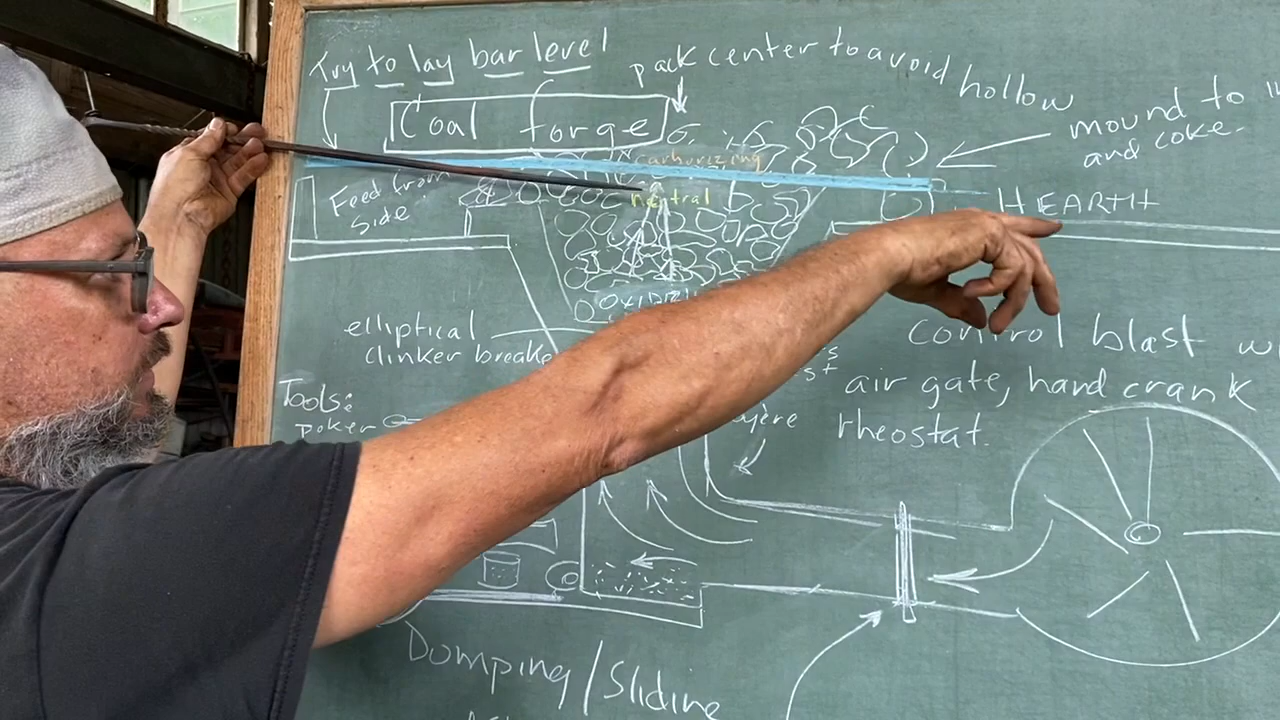 Try to lay bar level
pack center to avoid
hollow
Coal forge
mound to
and coke.
carburizing
Feed from
side
neutral
HEARTH
elliptical
clinker
Control blast
air gate, hand crank
rheostat.
Tools:
poker
Dumping/Sliding